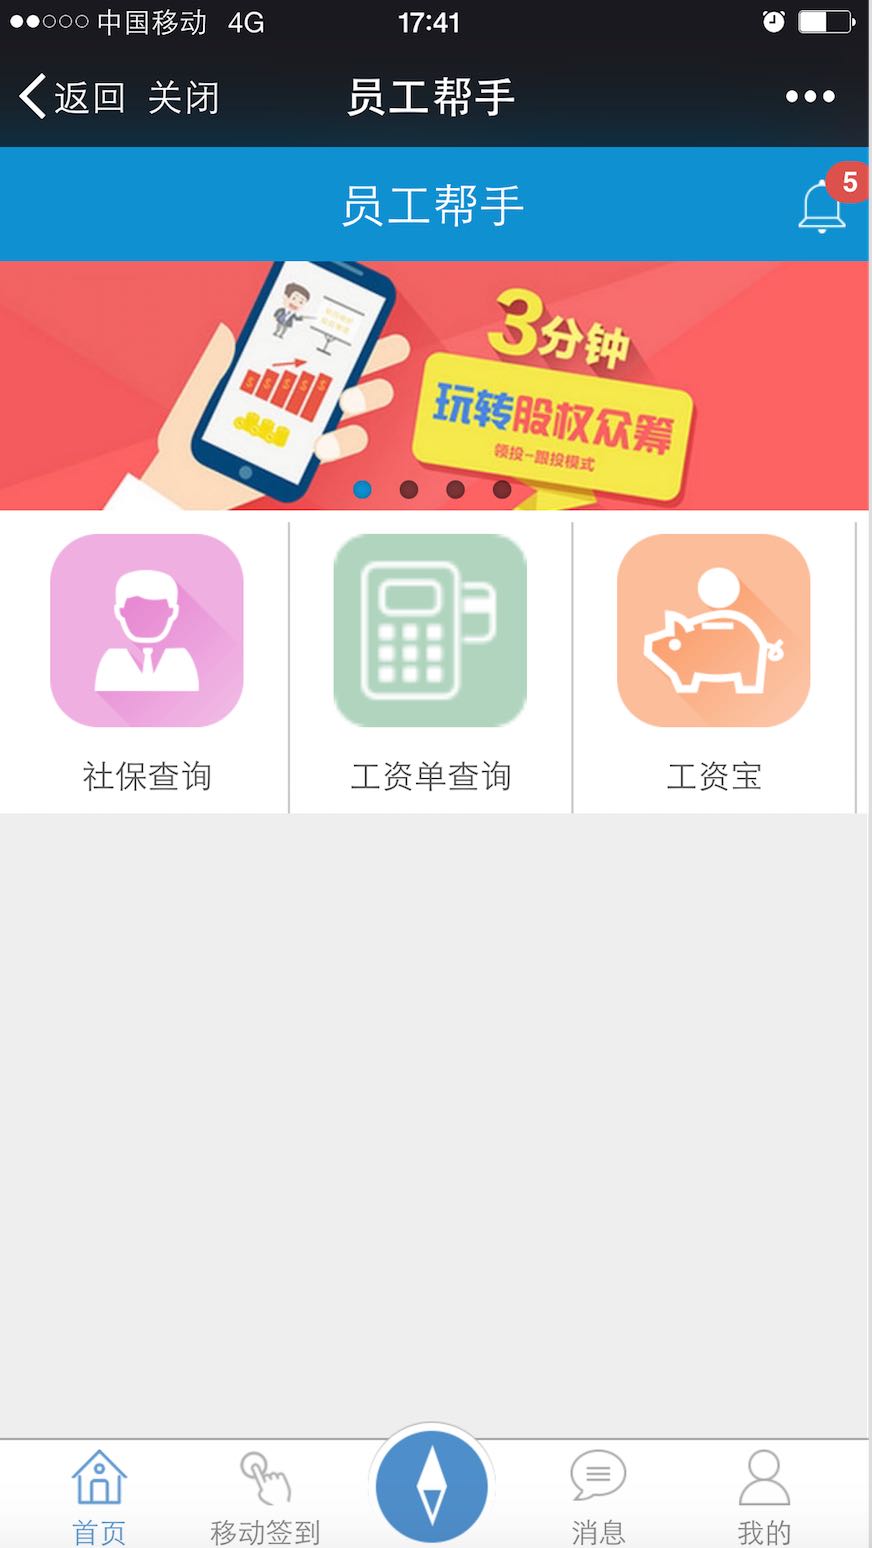 中国移动 4G 17:41
返回 关闭 员工帮手
员工帮手 5
3分钟
玩转股权众筹
领投-跟投模式
社保查询 工资单查询 工资宝
首页 移动签到 消息 我的